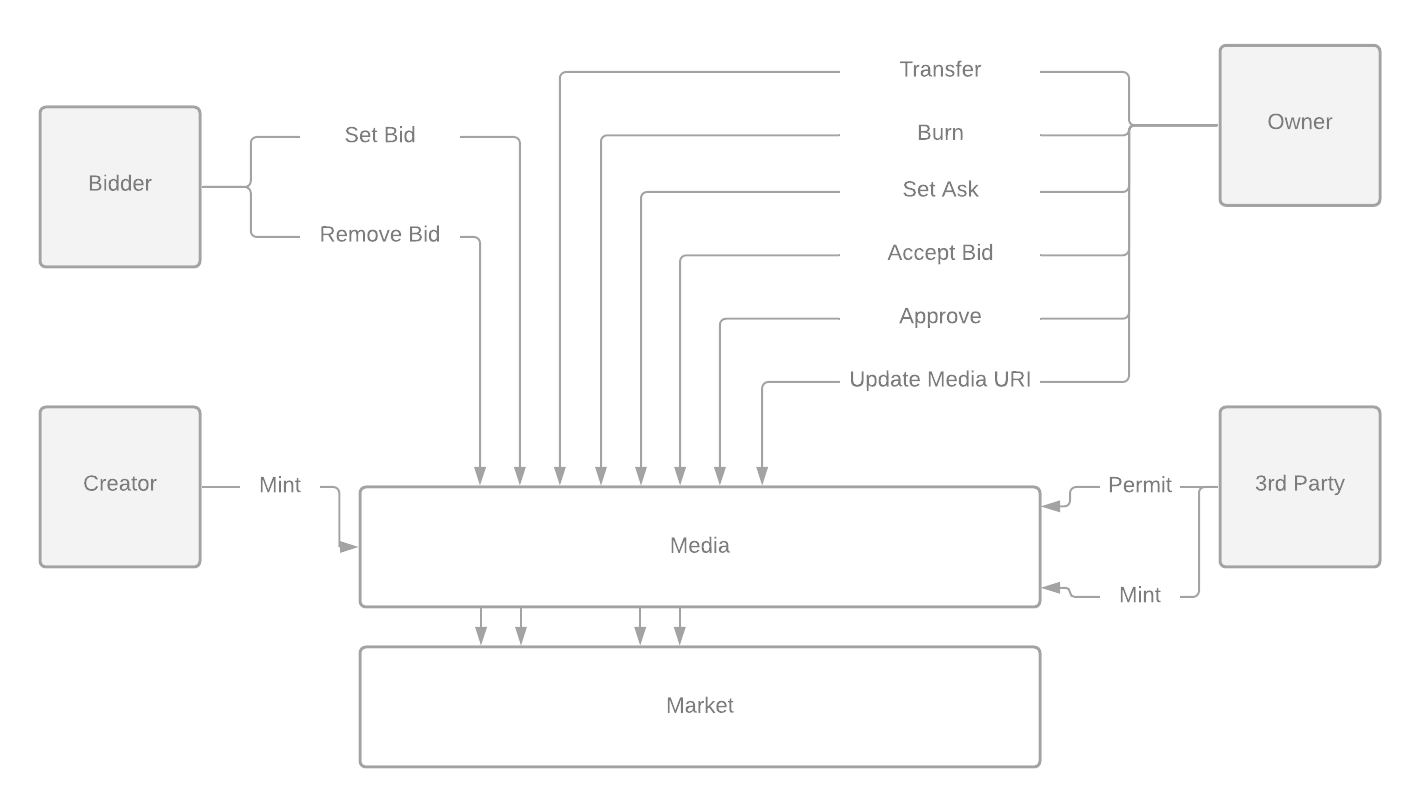 Transfer
Owner
Burn
Set Bid
Bidder
Set Ask
Remove Bid
Accept Bid
Approve
Update Media URI
Creator
Mint
Permit
3rd Party
Media
Mint
Market